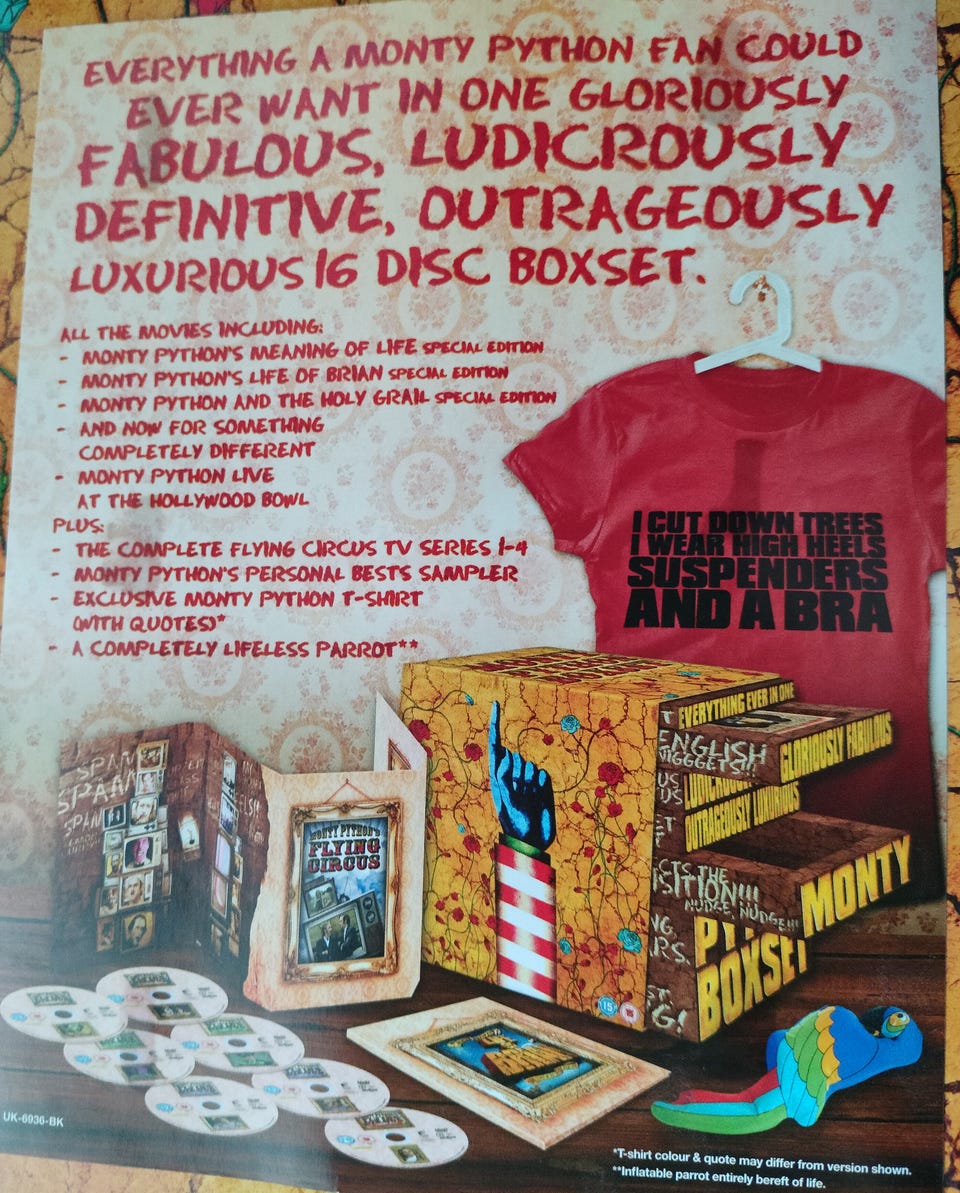 EVERYTHING A MONTY PYTHON FAN COULD
EVER WANT IN ONE GLORIOUSLY
FABULOUS, LUDICROUSLY
DEFINITIVE, OUTRAGEOUSLY
LUXURIOUS 16 DISC BOXSET.
ALL THE MOVIES INCLUDING:
- MONTY PYTHON'S MEANING OF LIFE SPECIAL EDITION
- MONTY PYTHON'S LIFE OF BRIAN SPECIAL EDITION
- MONTY PYTHON AND THE HOLY GRAIL SPECIAL EDITION
- AND NOW FOR SOMETHING
COMPLETELY DIFFERENT
- MONTY PYTHON LIVE
AT THE HOLLYWOOD BOWL
PLUS:
- THE COMPLETE FLYING CIRCUS TV SERIES 1-4
- MONTY PYTHON'S PERSONAL BESTS SAMPLER
- EXCLUSIVE MONTY PYTHON T-SHIRT
(WITH QUOTES)*
- A COMPLETELY LIFELESS PARROT**
I CUT DOWN TREES
I WEAR HIGH HEELS
SUSPENDERS
AND A BRA
EVERYTHING EVER IN ONE
ENGLISH
GLORIOUSLY FABULOUS
OUTRAGEOUSLY LUXURIOUS
THE
NUDGE, NUDGE!!!
MONTY
BOXSET
SPAM
SPAM
SPAM
MONTY PYTHON'S
FLYING
CIRCUS
15
UK-6936-BK
*T-shirt colour & quote may differ from version shown.
**Inflatable parrot entirely bereft of life.